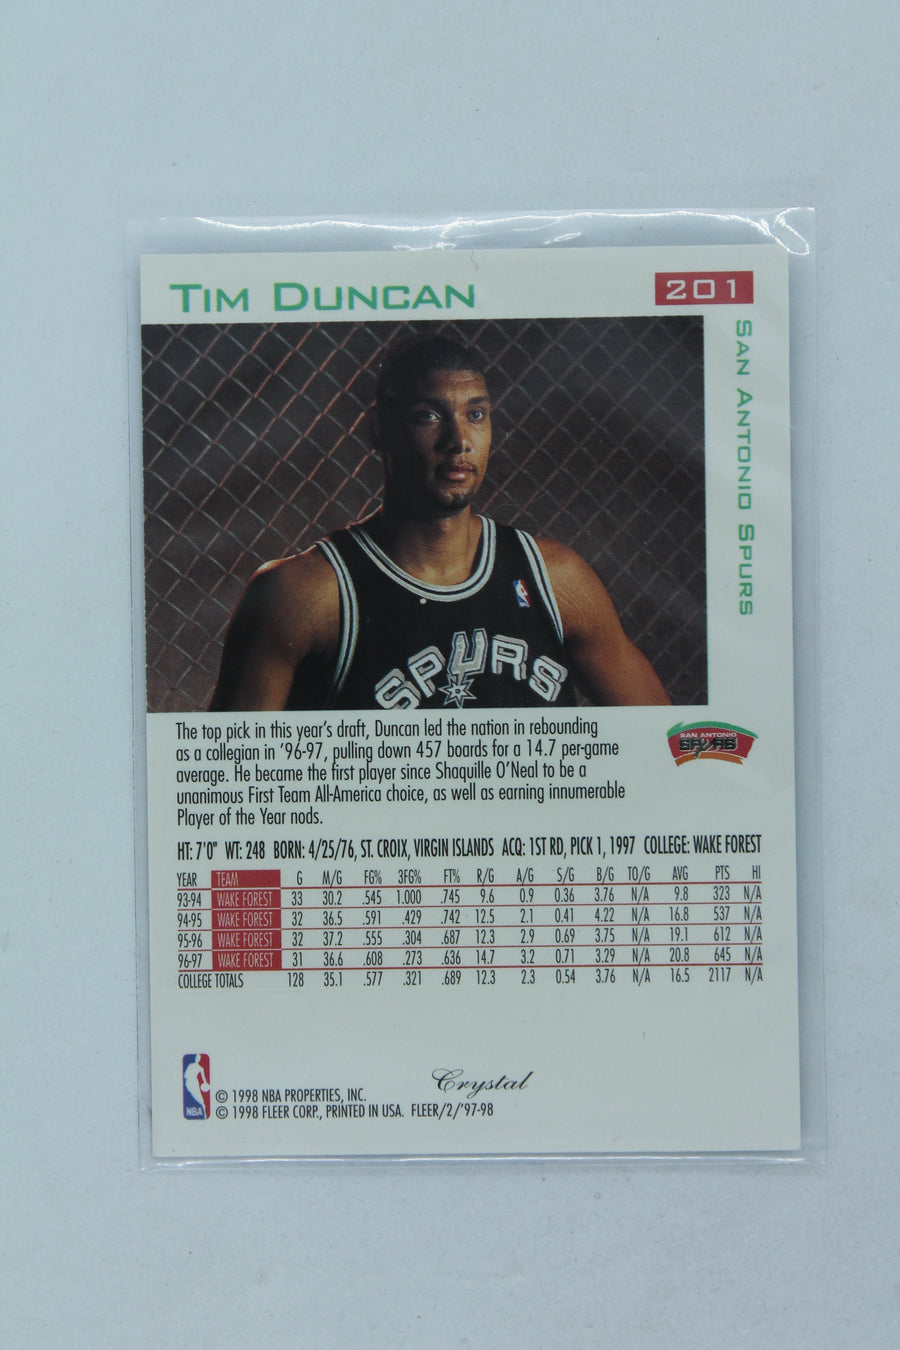 TIM DUNCAN
201
SAN ANTONIO SPURS
SPURS
The top pick in this year's draft, Duncan led the nation in rebounding
as a collegian in '96-97, pulling down 457 boards for a 14.7 per-game
average. He became the first player since Shaquille O'Neal to be a
unanimous First Team All-America choice, as well as earning innumerable
Player of the Year nods.
SAN ANTONIO
SPURS
HT: 7'0" WT: 248 BORN: 4/25/76, ST. CROIX, VIRGIN ISLANDS ACQ: 1ST RD, PICK 1, 1997 COLLEGE: WAKE FOREST
YEAR TEAM G M/G FG% 3FG% FT% R/G A/G S/G B/G TO/G AVG PTS HI
93-94 WAKE FOREST 33 30.2 .545 1.000 .745 9.6 0.9 0.36 3.76 N/A 9.8 323 N/A
94-95 WAKE FOREST 32 36.5 .591 .429 .742 12.5 2.1 0.41 4.22 N/A 16.8 537 N/A
95-96 WAKE FOREST 32 37.2 .555 .304 .687 12.3 2.9 0.69 3.75 N/A 19.1 612 N/A
96-97 WAKE FOREST 31 36.6 .608 .273 .636 14.7 3.2 0.71 3.29 N/A 20.8 645 N/A
COLLEGE TOTALS 128 35.1 .577 .321 .689 12.3 2.3 0.54 3.76 N/A 16.5 2117 N/A
Crystal
NBA
© 1998 NBA PROPERTIES, INC.
© 1998 FLEER CORP., PRINTED IN USA. FLEER/2/'97-98